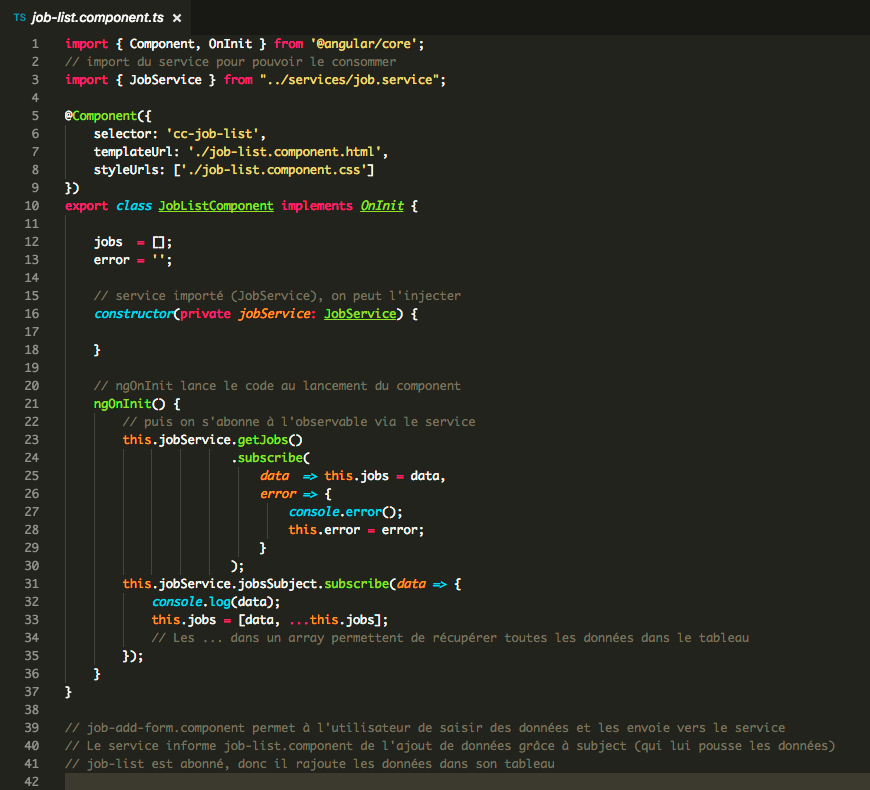 TS job-list.component.ts ×
1 import { Component, OnInit } from '@angular/core';
2 // import du service pour pouvoir le consommer
3 import { JobService } from "../services/job.service";
4
5 @Component({
6     selector: 'cc-job-list',
7     templateUrl: './job-list.component.html',
8     styleUrls: ['./job-list.component.css']
9 })
10 export class JobListComponent implements OnInit {
11
12     jobs  = [];
13     error = '';
14
15     // service importé (JobService), on peut l'injecter
16     constructor(private jobService: JobService) {
17
18     }
19
20     // ngOnInit lance le code au lancement du component
21     ngOnInit() {
22         // puis on s'abonne à l'observable via le service
23         this.jobService.getJobs()
24                        .subscribe(
25                            data  => this.jobs = data,
26                            error => {
27                                console.error();
28                                this.error = error;
29                            }
30                        );
31         this.jobService.jobsSubject.subscribe(data => {
32             console.log(data);
33             this.jobs = [data, ...this.jobs];
34             // Les ... dans un array permettent de récupérer toutes les données dans le tableau
35         });
36     }
37 }
38
39 // job-add-form.component permet à l'utilisateur de saisir des données et les envoie vers le service
40 // Le service informe job-list.component de l'ajout de données grâce à subject (qui lui pousse les données)
41 // job-list est abonné, donc il rajoute les données dans son tableau
42